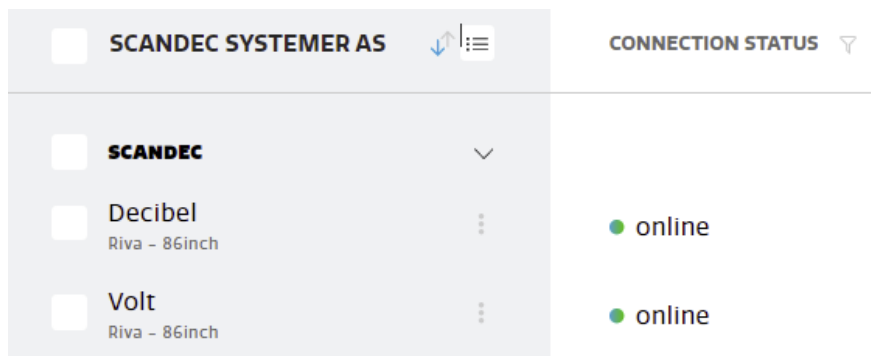 SCANDEC SYSTEMER AS
CONNECTION STATUS
SCANDEC
Decibel
Riva - 86inch
online
Volt
Riva - 86inch
online